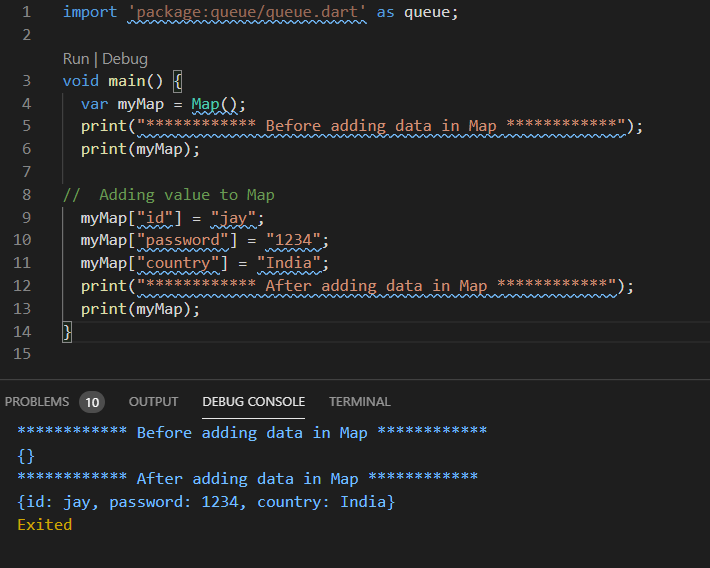 1 import 'package:queue/queue.dart' as queue;
2
Run | Debug
3 void main() {
4 var myMap = Map();
5 print("************ Before adding data in Map ************");
6 print(myMap);
7
8 //  Adding value to Map
9 myMap["id"] = "jay";
10 myMap["password"] = "1234";
11 myMap["country"] = "India";
12 print("************ After adding data in Map ************");
13 print(myMap);
14 }
15
PROBLEMS 10 OUTPUT DEBUG CONSOLE TERMINAL
************ Before adding data in Map ************
{}
************ After adding data in Map ************
{id: jay, password: 1234, country: India}
Exited